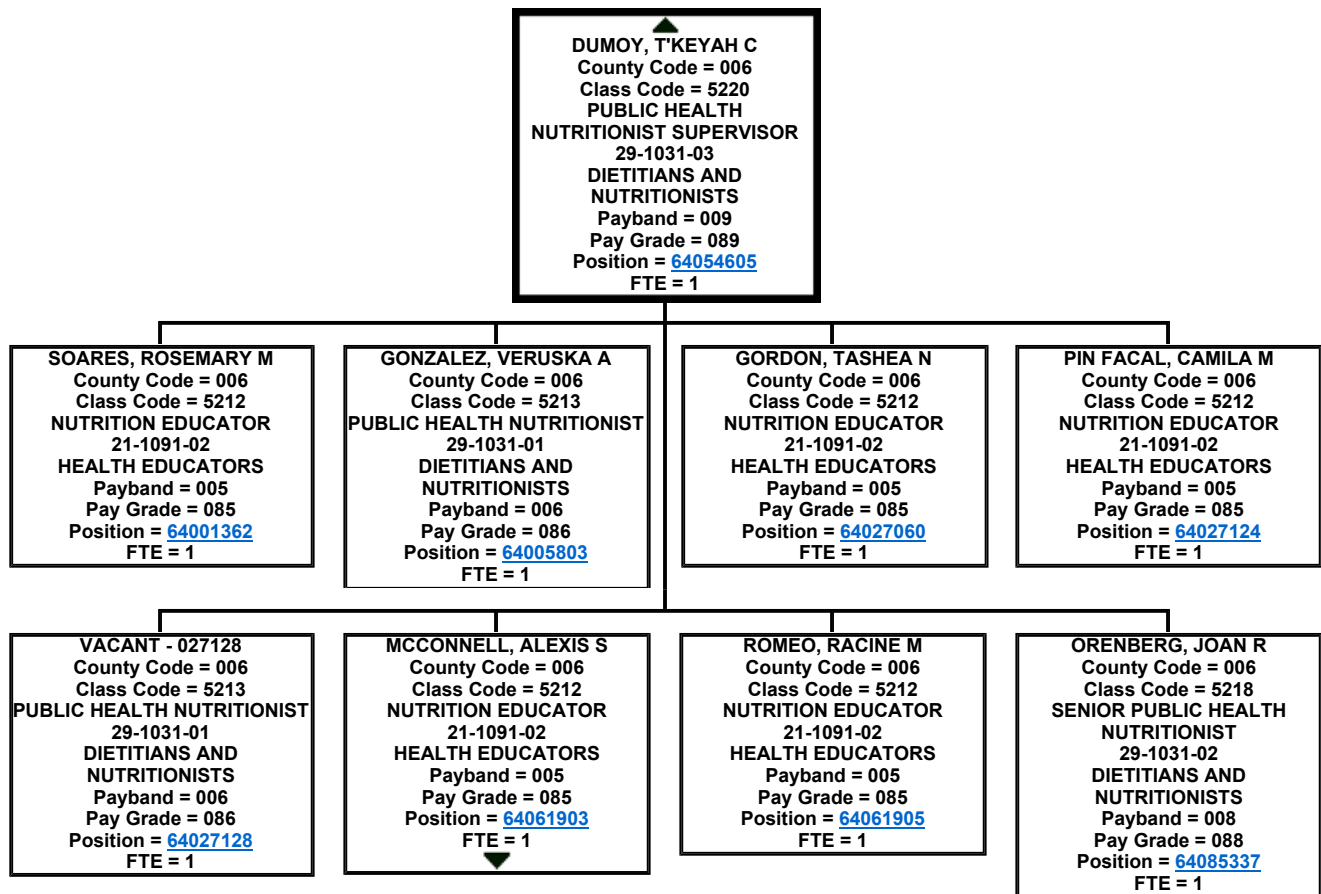 DUMOY, T'KEYAH C
County Code = 006
Class Code = 5220
PUBLIC HEALTH
NUTRITIONIST SUPERVISOR
29-1031-03
DIETITIANS AND
NUTRITIONISTS
Payband = 009
Pay Grade = 089
Position = 64054605
FTE = 1
SOARES, ROSEMARY M
County Code = 006
Class Code = 5212
NUTRITION EDUCATOR
21-1091-02
HEALTH EDUCATORS
Payband = 005
Pay Grade = 085
Position = 64001362
FTE = 1
GONZALEZ, VERUSKA A
County Code = 006
Class Code = 5213
PUBLIC HEALTH NUTRITIONIST
29-1031-01
DIETITIANS AND
NUTRITIONISTS
Payband = 006
Pay Grade = 086
Position = 64005803
FTE = 1
GORDON, TASHEA N
County Code = 006
Class Code = 5212
NUTRITION EDUCATOR
21-1091-02
HEALTH EDUCATORS
Payband = 005
Pay Grade = 085
Position = 64027060
FTE = 1
PIN FACAL, CAMILA M
County Code = 006
Class Code = 5212
NUTRITION EDUCATOR
21-1091-02
HEALTH EDUCATORS
Payband = 005
Pay Grade = 085
Position = 64027124
FTE = 1
VACANT - 027128
County Code = 006
Class Code = 5213
PUBLIC HEALTH NUTRITIONIST
29-1031-01
DIETITIANS AND
NUTRITIONISTS
Payband = 006
Pay Grade = 086
Position = 64027128
FTE = 1
MCCONNELL, ALEXIS S
County Code = 006
Class Code = 5212
NUTRITION EDUCATOR
21-1091-02
HEALTH EDUCATORS
Payband = 005
Pay Grade = 085
Position = 64061903
FTE = 1
ROMEO, RACINE M
County Code = 006
Class Code = 5212
NUTRITION EDUCATOR
21-1091-02
HEALTH EDUCATORS
Payband = 005
Pay Grade = 085
Position = 64061905
FTE = 1
ORENBERG, JOAN R
County Code = 006
Class Code = 5218
SENIOR PUBLIC HEALTH
NUTRITIONIST
29-1031-02
DIETITIANS AND
NUTRITIONISTS
Payband = 008
Pay Grade = 088
Position = 64085337
FTE = 1